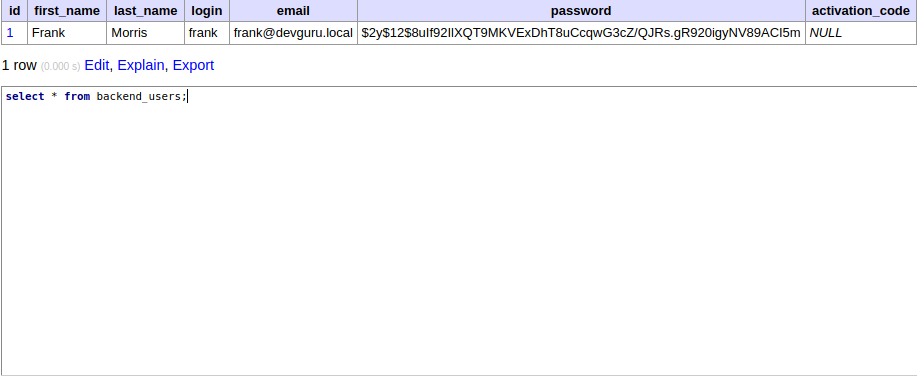 id first_name last_name login email password activation_code
1 Frank Morris frank frank@devguru.local $2y$12$8uIf92IlXQT9MKVExDhT8uCcqwG3cZ/QJRs.gR920igyNV89ACI5m NULL
1 row (0.000 s) Edit, Explain, Export
select * from backend_users;